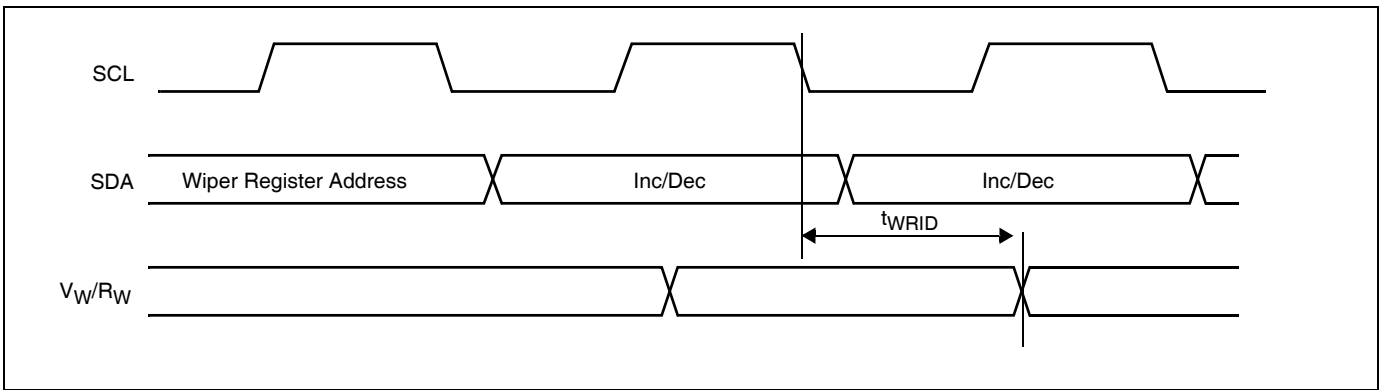 SCL
SDA
Wiper Register Address
Inc/Dec
Inc/Dec
tWRID
VW/RW